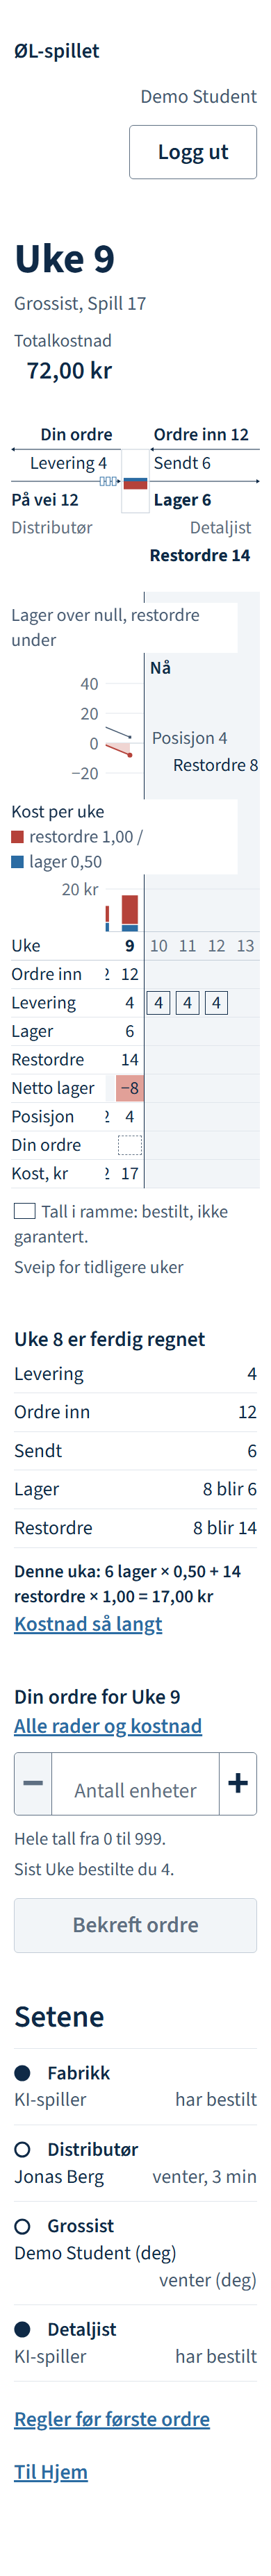 ØL-spillet
Demo Student
Logg ut
Uke 9
Grossist, Spill 17
Totalkostnad
72,00 kr
Din ordre
Ordre inn 12
Levering 4
Sendt 6
På vei 12
Lager 6
Distributør
Detaljist
Restordre 14
Lager over null, restordre
under
Nå
40
20
0
−20
Posisjon 4
Restordre 8
Kost per uke
restordre 1,00 /
lager 0,50
20 kr
Uke 9 10 11 12 13
Ordre inn 2 12
Levering 4 4 4 4
Lager 6
Restordre 14
Netto lager −8
Posisjon 2 4
Din ordre
Kost, kr 2 17
Tall i ramme: bestilt, ikke
garantert.
Sveip for tidligere uker
Uke 8 er ferdig regnet
Levering 4
Ordre inn 12
Sendt 6
Lager 8 blir 6
Restordre 8 blir 14
Denne uka: 6 lager × 0,50 + 14
restordre × 1,00 = 17,00 kr
Kostnad så langt
Din ordre for Uke 9
Alle rader og kostnad
− Antall enheter +
Hele tall fra 0 til 999.
Sist Uke bestilte du 4.
Bekreft ordre
Setene
Fabrikk
KI-spiller har bestilt
Distributør
Jonas Berg venter, 3 min
Grossist
Demo Student (deg)
venter (deg)
Detaljist
KI-spiller har bestilt
Regler før første ordre
Til Hjem